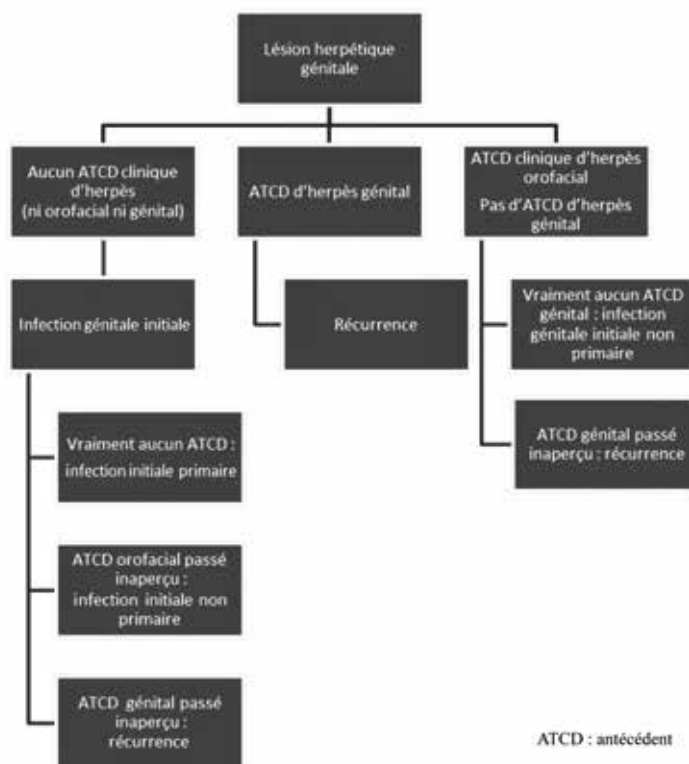 Lésion herpétique
génitale
Aucun ATCD clinique
d'herpès
(ni orofacial ni génital)
Infection génitale initiale
Vraiment aucun ATCD :
infection initiale primaire
ATCD orofacial passé
inaperçu :
infection initiale non
primaire
ATCD génital passé
inaperçu :
récurrence
ATCD d'herpès génital
Récurrence
ATCD clinique d'herpès
orofacial
Pas d'ATCD d'herpès
génital
Vraiment aucun ATCD
génital : infection
génitale initiale non
primaire
ATCD génital passé
inaperçu : récurrence
ATCD : antécédent